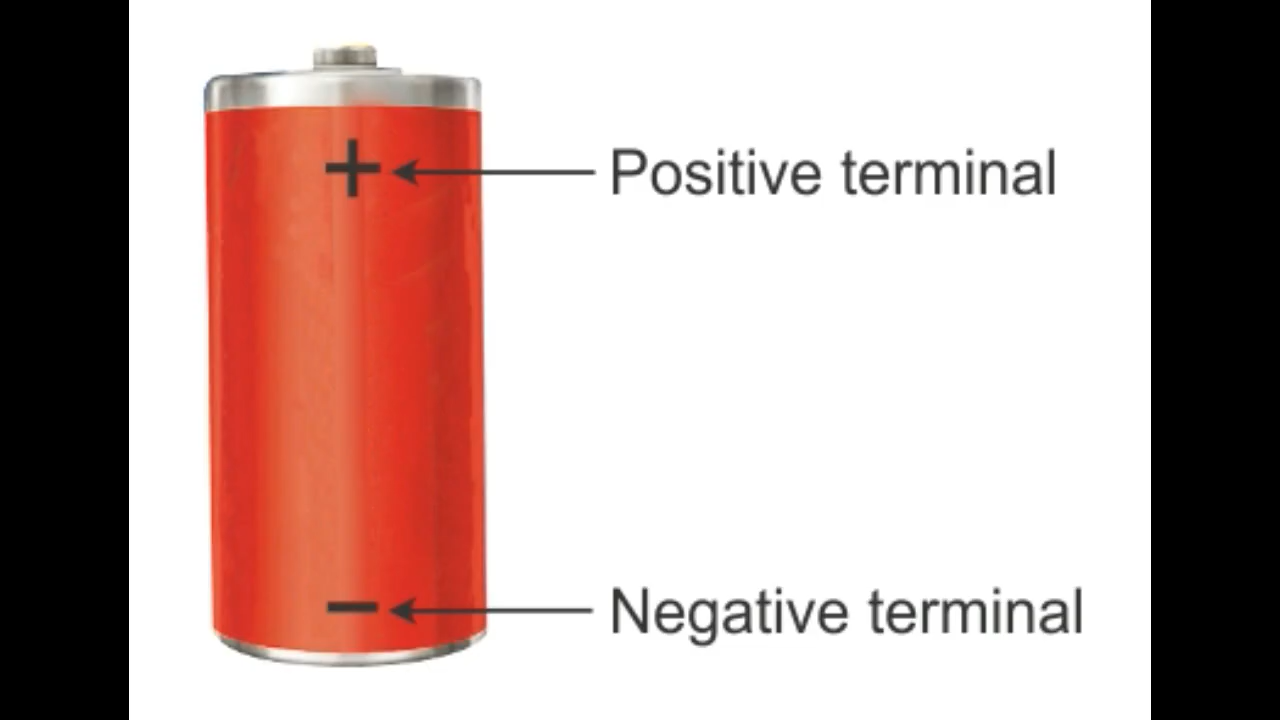 +
Positive terminal
−
Negative terminal